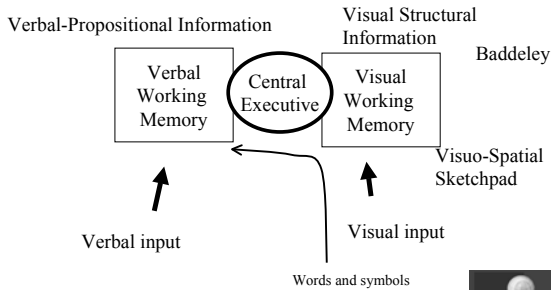 Verbal-Propositional Information
Visual Structural
Information
Baddeley
Verbal
Working
Memory
Central
Executive
Visual
Working
Memory
Visuo-Spatial
Sketchpad
Verbal input
Visual input
Words and symbols